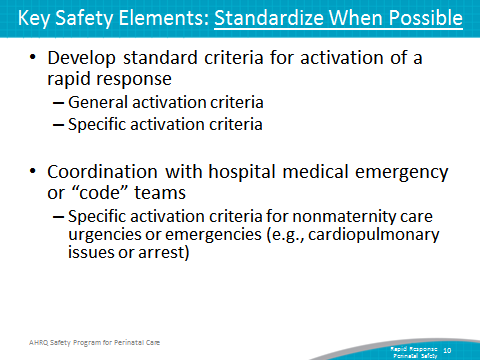 Key Safety Elements: Standardize When Possible
• Develop standard criteria for activation of a
rapid response
– General activation criteria
– Specific activation criteria
• Coordination with hospital medical emergency
or “code” teams
– Specific activation criteria for nonmaternity care
urgencies or emergencies (e.g., cardiopulmonary
issues or arrest)
AHRQ Safety Program for Perinatal Care
Rapid Response 10
Perinatal Safety